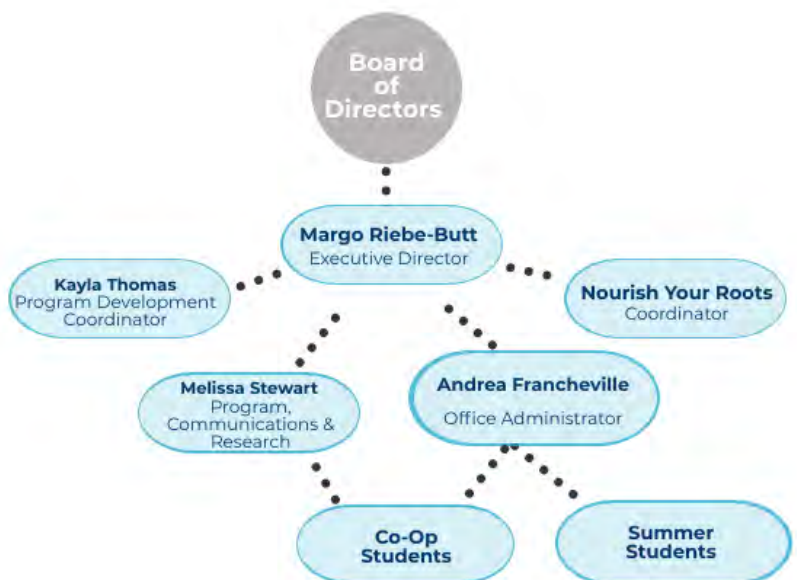 Board
of
Directors
Margo Riebe-Butt
Executive Director
Kayla Thomas
Program Development
Coordinator
Nourish Your Roots
Coordinator
Melissa Stewart
Program,
Communications &
Research
Andrea Francheville
Office Administrator
Co-Op
Students
Summer
Students